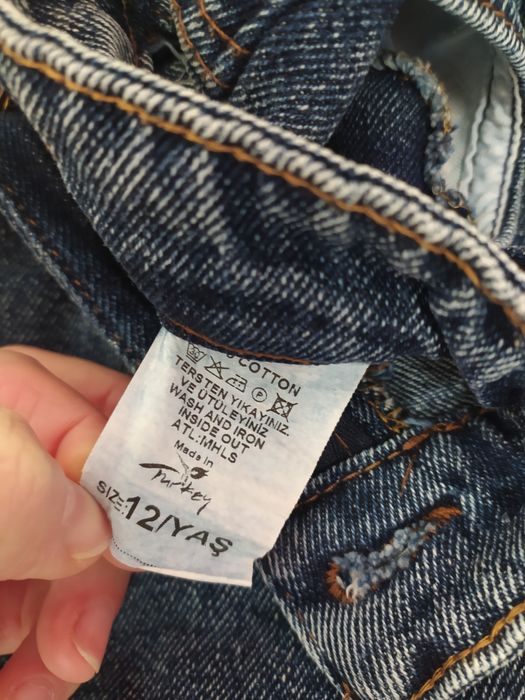 COTTON
TERSTEN YIKAYINIZ.
VE ÜTÜLEYİNİZ
WASH AND IRON
INSIDE OUT
ATL:MHLS
Made in
Turkey
SIZE:12/YAŞ